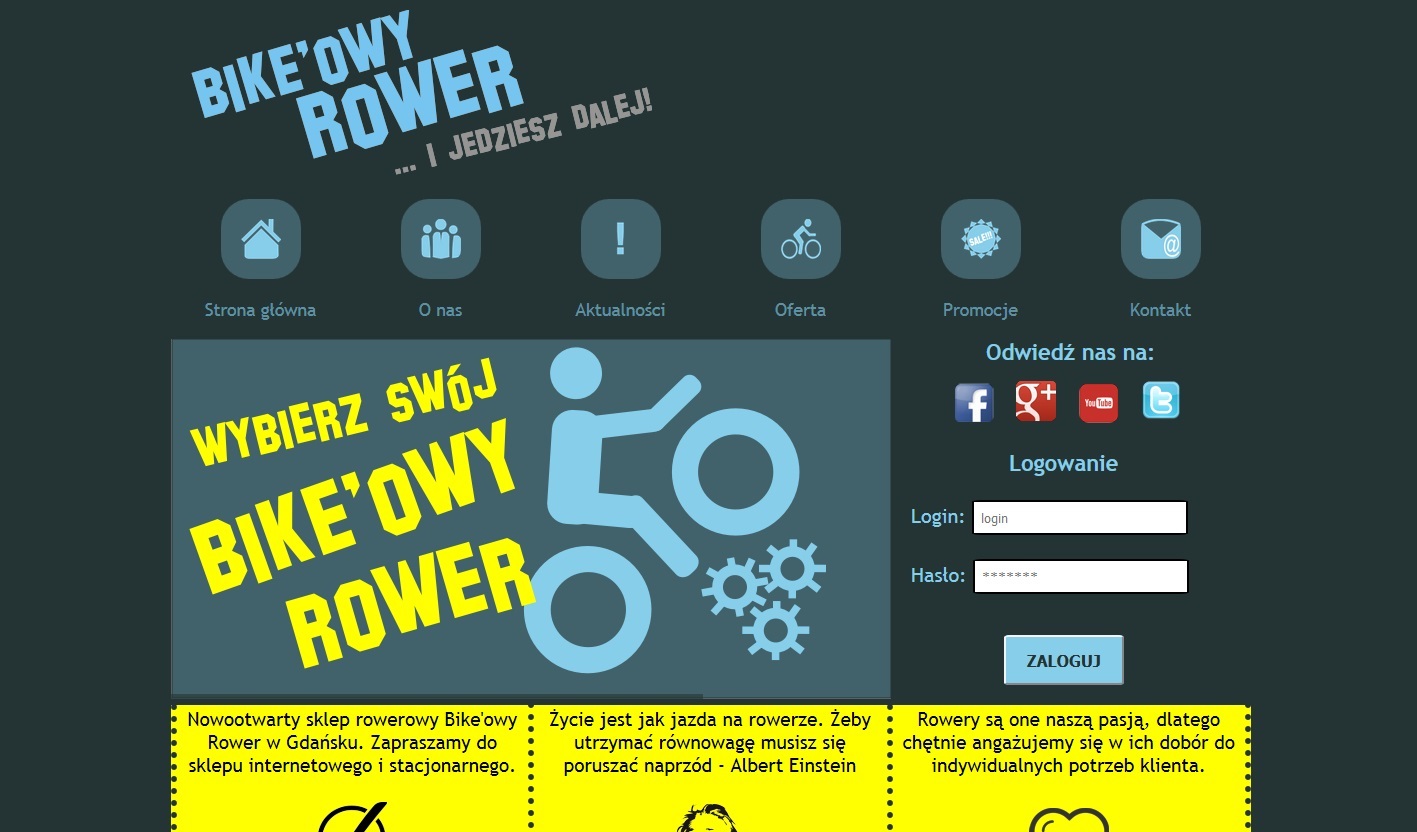 BIKE'OWY
ROWER
... I JEDZIESZ DALEJ!
SALE!!!
@
Strona główna
O nas
Aktualności
Oferta
Promocje
Kontakt
WYBIERZ SWÓJ
BIKE'OWY
ROWER
Odwiedź nas na:
f
g+
YouTube
t
Logowanie
Login:
login
Hasło:
*******
ZALOGUJ
Nowootwarty sklep rowerowy Bike'owy
Rower w Gdańsku. Zapraszamy do
sklepu internetowego i stacjonarnego.
Życie jest jak jazda na rowerze. Żeby
utrzymać równowagę musisz się
poruszać naprzód - Albert Einstein
Rowery są one naszą pasją, dlatego
chętnie angażujemy się w ich dobór do
indywidualnych potrzeb klienta.